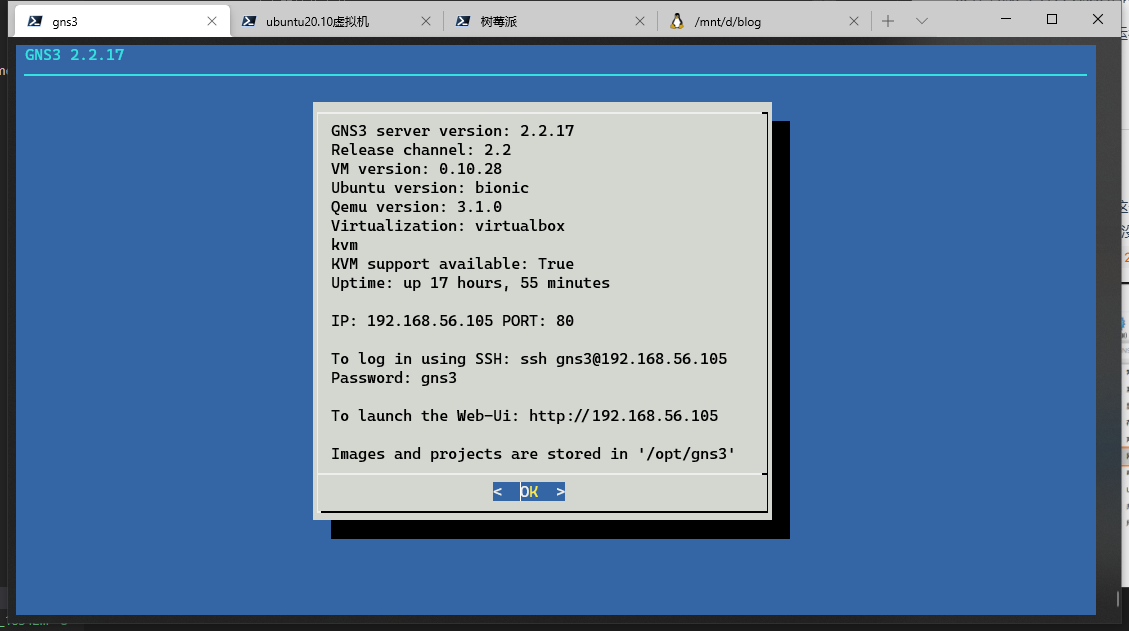 gns3
ubuntu20.10虚拟机
树莓派
/mnt/d/blog
GNS3 2.2.17
GNS3 server version: 2.2.17
Release channel: 2.2
VM version: 0.10.28
Ubuntu version: bionic
Qemu version: 3.1.0
Virtualization: virtualbox
kvm
KVM support available: True
Uptime: up 17 hours, 55 minutes
IP: 192.168.56.105 PORT: 80
To log in using SSH: ssh gns3@192.168.56.105
Password: gns3
To launch the Web-Ui: http://192.168.56.105
Images and projects are stored in '/opt/gns3'
< OK >